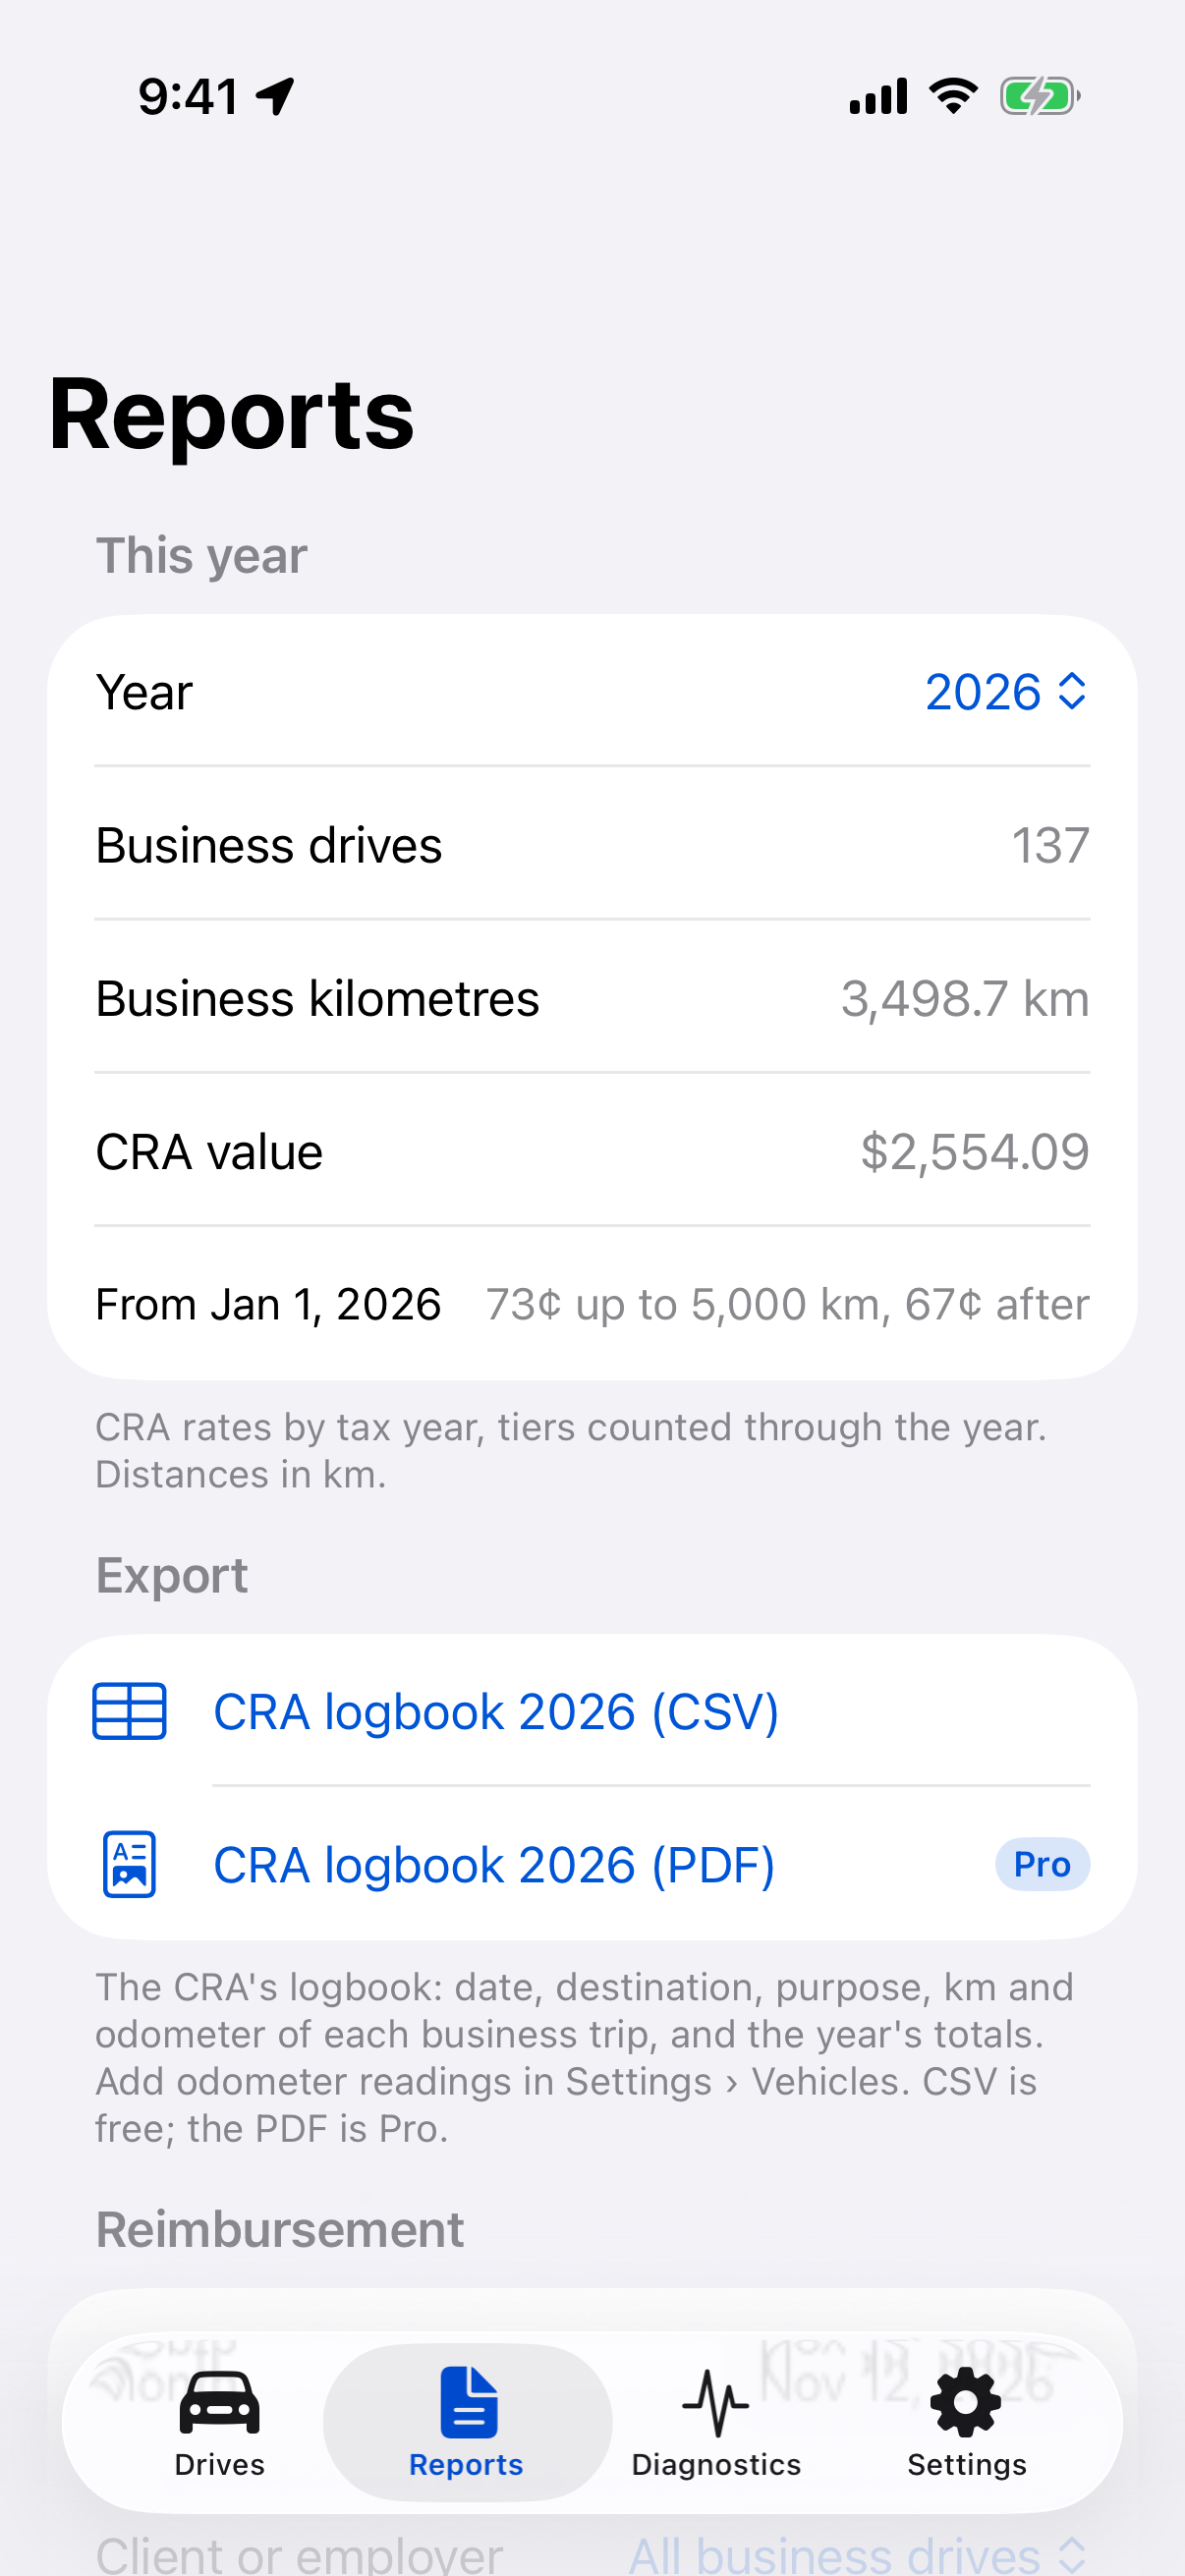 9:41
Reports
This year
Year 2026
Business drives 137
Business kilometres 3,498.7 km
CRA value $2,554.09
From Jan 1, 2026 73¢ up to 5,000 km, 67¢ after
CRA rates by tax year, tiers counted through the year.
Distances in km.
Export
CRA logbook 2026 (CSV)
CRA logbook 2026 (PDF) Pro
The CRA's logbook: date, destination, purpose, km and
odometer of each business trip, and the year's totals.
Add odometer readings in Settings › Vehicles. CSV is
free; the PDF is Pro.
Reimbursement
Month Nov 12, 2026
Drives Reports Diagnostics Settings
Client or employer All business drives